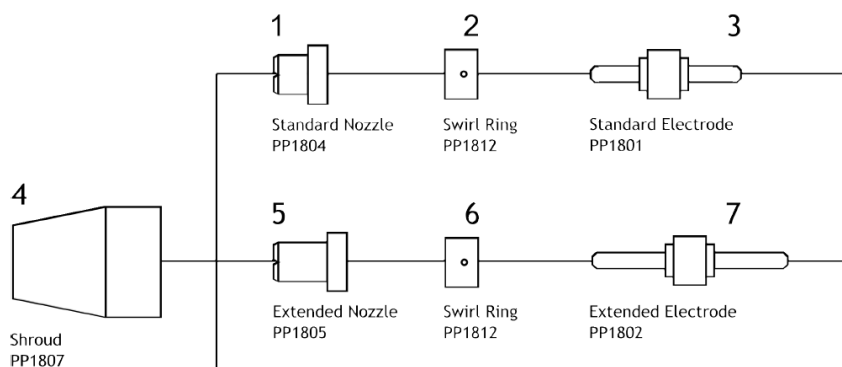 1
2
3
Standard Nozzle
PP1804
Swirl Ring
PP1812
Standard Electrode
PP1801
4
5
6
7
Extended Nozzle
PP1805
Swirl Ring
PP1812
Extended Electrode
PP1802
Shroud
PP1807